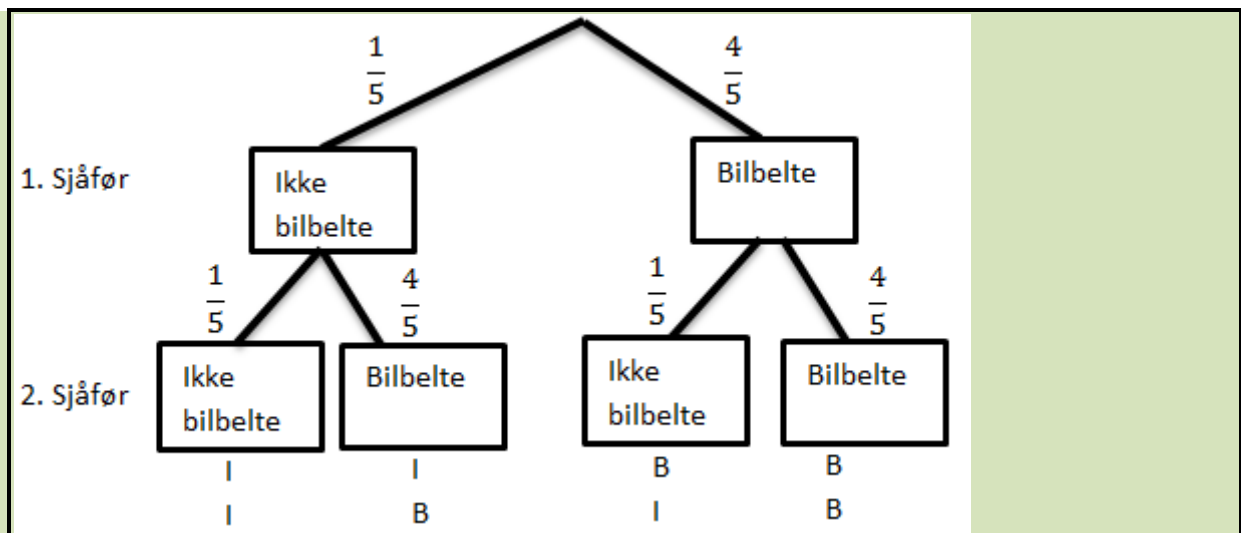 1/5 4/5
1. Sjåfør
Ikke
bilbelte
Bilbelte
1/5 4/5 1/5 4/5
2. Sjåfør
Ikke
bilbelte
Bilbelte
Ikke
bilbelte
Bilbelte
I I B B
I B I B